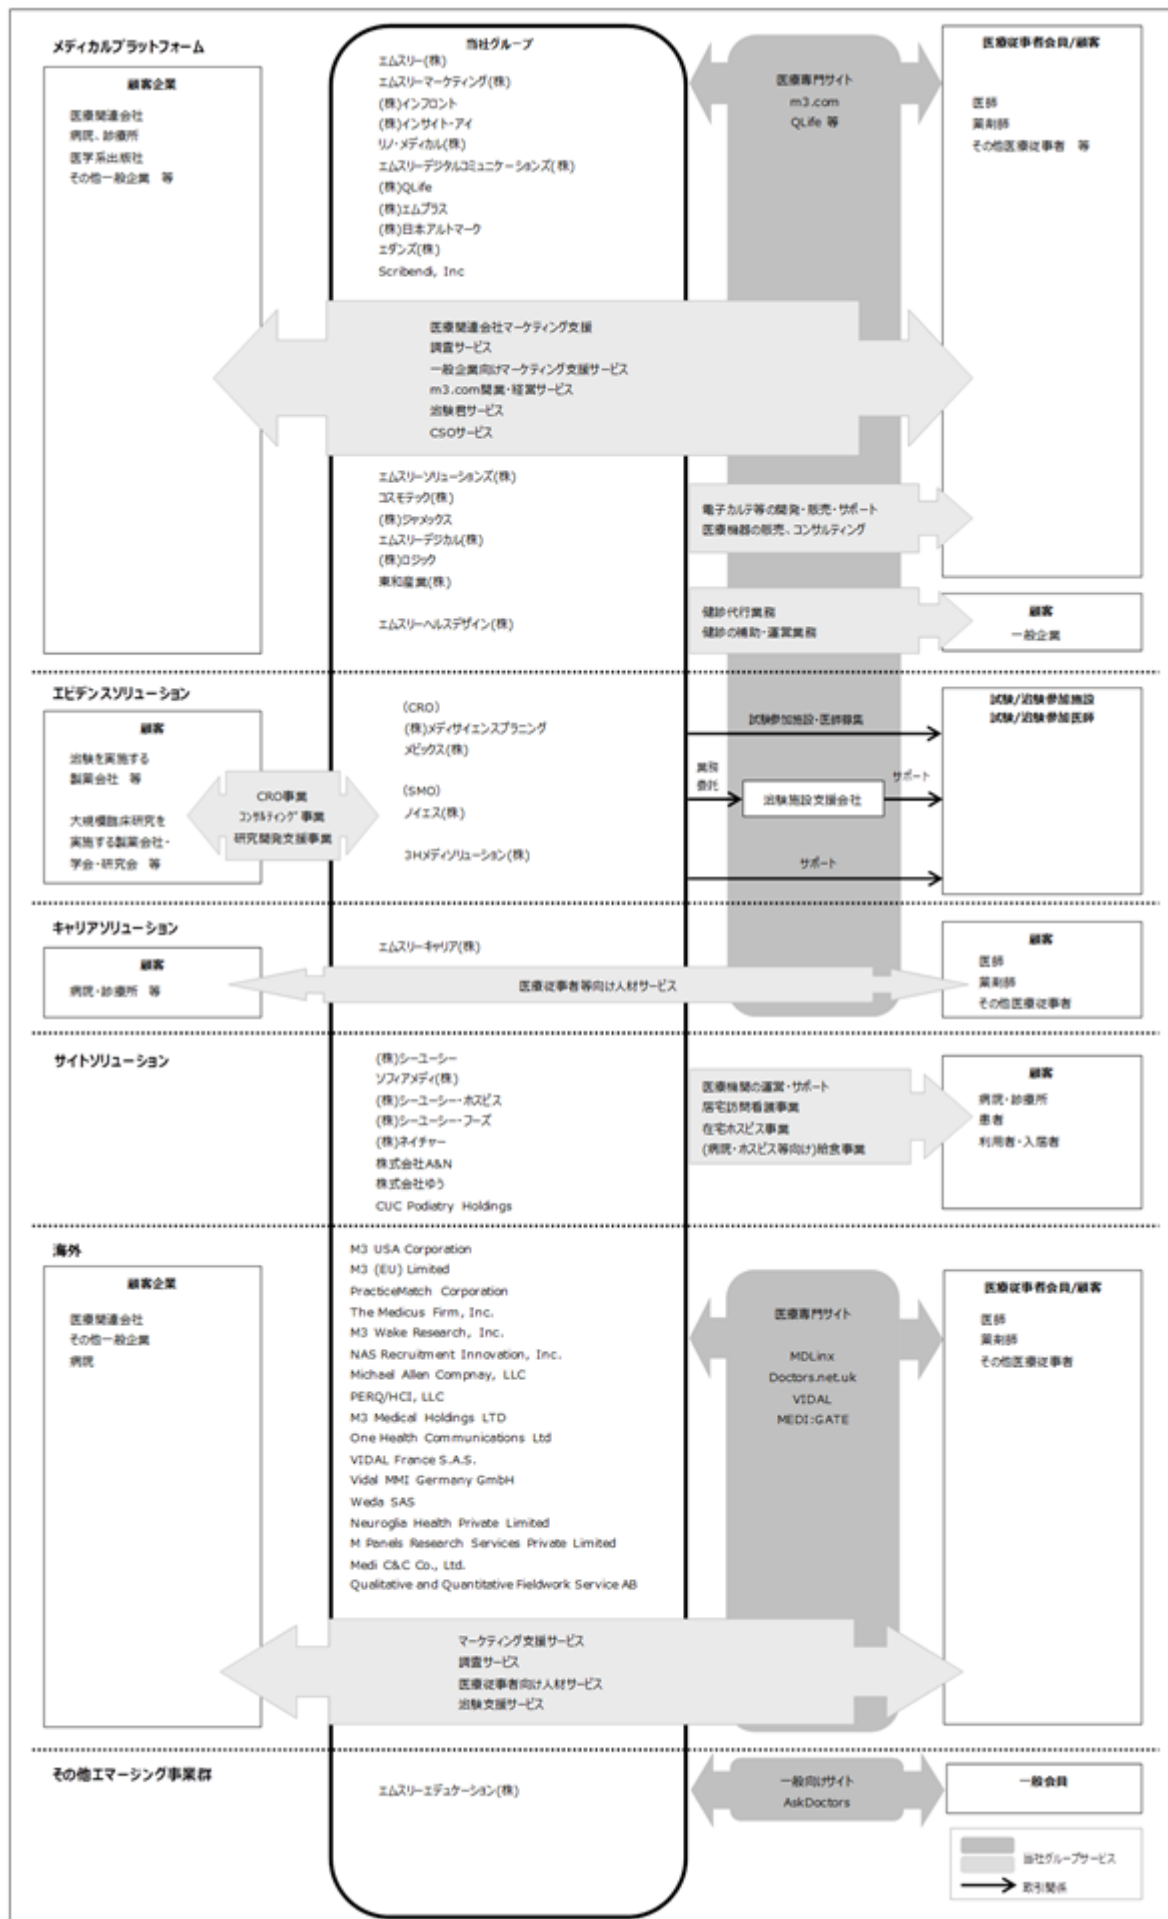 メディカルプラットフォーム
顧客企業
医療関連会社
病院、診療所
医学系出版社
その他一般企業　等
当社グループ
エムスリー(株)
エムスリーマーケティング(株)
(株)インフロント
(株)インサイト・アイ
リノ・メディカル(株)
エムスリーデジタルコミュニケーションズ(株)
(株)QLife
(株)エムプラス
(株)日本アルトマーク
エダンズ(株)
Scribendi, Inc
医療専門サイト
m3.com
QLife 等
医療従事者会員/顧客
医師
薬剤師
その他医療従事者　等
医療関連会社マーケティング支援
調査サービス
一般企業向けマーケティング支援サービス
m3.com開業・経営サービス
治験君サービス
CSOサービス
エムスリーソリューションズ(株)
コスモテック(株)
(株)ジャメックス
エムスリーデジカル(株)
(株)ロジック
東和産業(株)
エムスリーヘルスデザイン(株)
電子カルテ等の開発・販売・サポート
医療機器の販売、コンサルティング
健診代行業務
健診の補助・運営業務
顧客
一般企業
エビデンスソリューション
顧客
治験を実施する
製薬会社　等
大規模臨床研究を
実施する製薬会社・
学会・研究会　等
CRO事業
コンサルティング事業
研究開発支援事業
(CRO)
(株)メディサイエンスプラニング
メビックス(株)
(SMO)
ノイエス(株)
3Hメディソリューション(株)
試験参加施設・医師募集
業務
委託
治験施設支援会社
サポート
サポート
試験/治験参加施設
試験/治験参加医師
キャリアソリューション
顧客
病院・診療所　等
エムスリーキャリア(株)
医療従事者等向け人材サービス
顧客
医師
薬剤師
その他医療従事者
サイトソリューション
(株)シーユーシー
ソフィアメディ(株)
(株)シーユーシー・ホスピス
(株)シーユーシー・フーズ
(株)ネイチャー
株式会社A&N
株式会社ゆう
CUC Podiatry Holdings
医療機関の運営・サポート
居宅訪問看護事業
在宅ホスピス事業
(病院・ホスピス等向け)給食事業
顧客
病院・診療所
患者
利用者・入居者
海外
顧客企業
医療関連会社
その他一般企業
病院
M3 USA Corporation
M3 (EU) Limited
PracticeMatch Corporation
The Medicus Firm, Inc.
M3 Wake Research, Inc.
NAS Recruitment Innovation, Inc.
Michael Allen Compnay, LLC
PERQ/HCI, LLC
M3 Medical Holdings LTD
One Health Communications Ltd
VIDAL France S.A.S.
Vidal MMI Germany GmbH
Weda SAS
Neuroglia Health Private Limited
M Panels Research Services Private Limited
Medi C&C Co., Ltd.
Qualitative and Quantitative Fieldwork Service AB
医療専門サイト
MDLinx
Doctors.net.uk
VIDAL
MEDI:GATE
医療従事者会員/顧客
医師
薬剤師
その他医療従事者
マーケティング支援サービス
調査サービス
医療従事者向け人材サービス
治験支援サービス
その他エマージング事業群
エムスリーエデュケーション(株)
一般向けサイト
AskDoctors
一般会員
当社グループサービス
取引関係